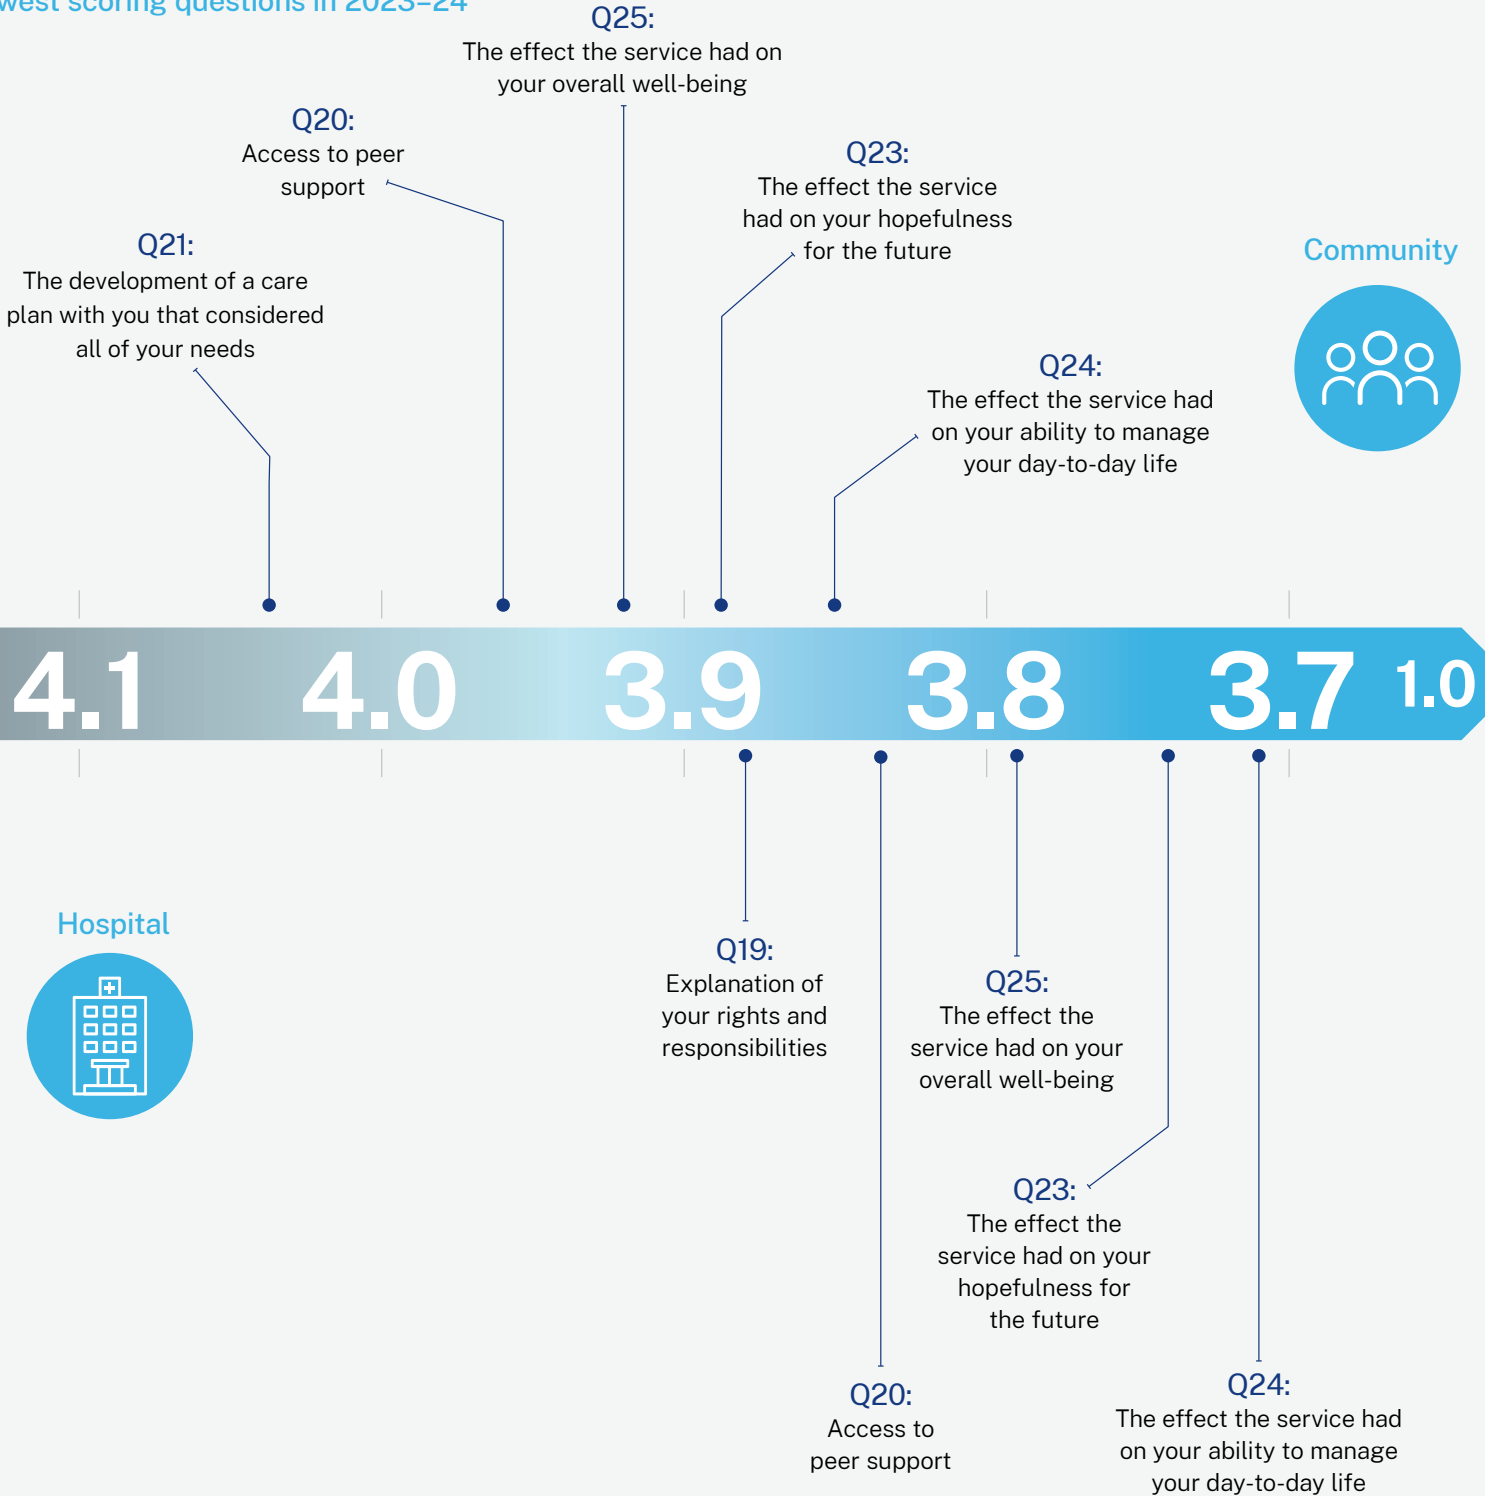 scoring questions in 2023–24
Q25:
The effect the service had on
your overall well-being
Q20:
Access to peer
support
Q23:
The effect the service
had on your hopefulness
for the future
Q21:
The development of a care
plan with you that considered
all of your needs
Community
Q24:
The effect the service had
on your ability to manage
your day-to-day life
4.1 4.0 3.9 3.8 3.7 1.0
Hospital
Q19:
Explanation of
your rights and
responsibilities
Q25:
The effect the
service had on your
overall well-being
Q23:
The effect the
service had on your
hopefulness for
the future
Q20:
Access to
peer support
Q24:
The effect the service had
on your ability to manage
your day-to-day life